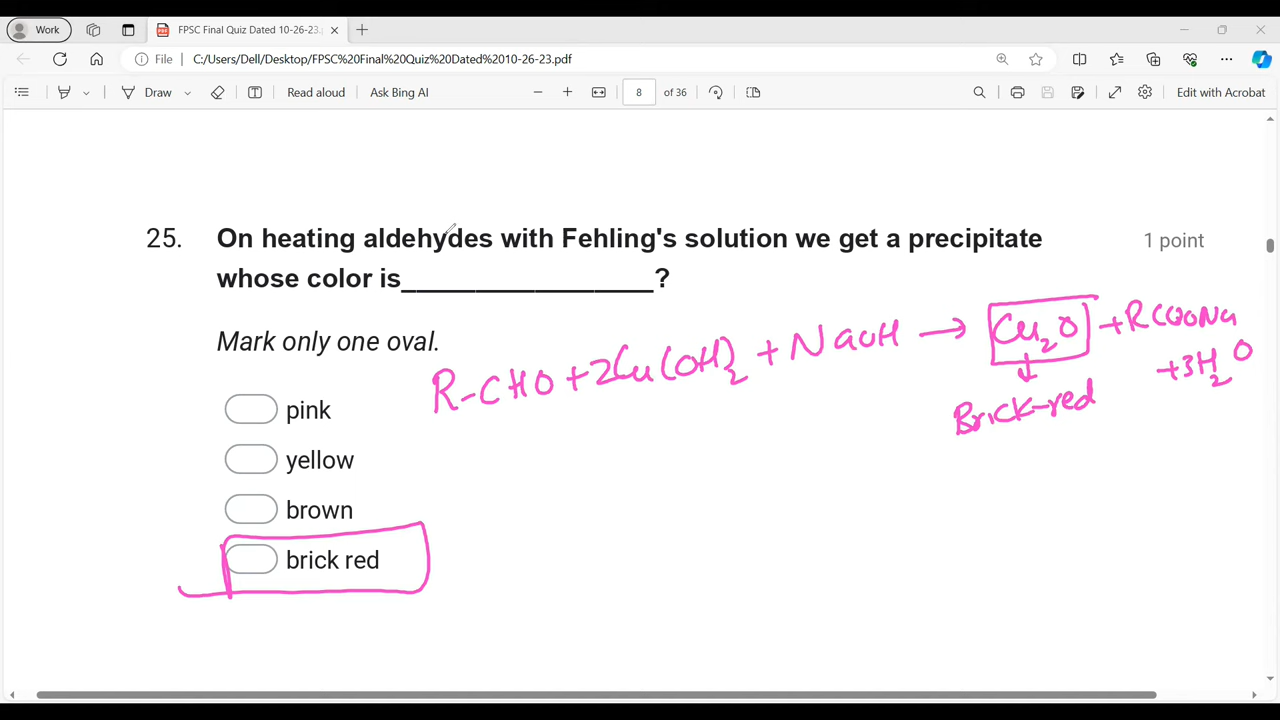 Work
FPSC Final Quiz Dated 10-26-23.
File
C:/Users/Dell/Desktop/FPSC%20Final%20Quiz%20Dated%2010-26-23.pdf
Draw
Read aloud
Ask Bing AI
8
of 36
Edit with Acrobat
25. On heating aldehydes with Fehling's solution we get a precipitate 1 point
whose color is__________________?
Mark only one oval.
R-CHO + 2Cu(OH)2 + NaOH → Cu2O + RCOONa
+3H2O
Brick-red
pink
yellow
brown
brick red